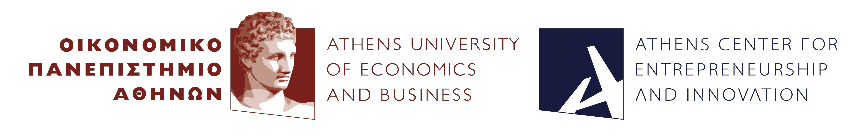 ΟΙΚΟΝΟΜΙΚΟ
ΠΑΝΕΠΙΣΤΗΜΙΟ
ΑΘΗΝΩΝ
ATHENS UNIVERSITY
OF ECONOMICS
AND BUSINESS
ATHENS CENTER FOR
ENTREPRENEURSHIP
AND INNOVATION